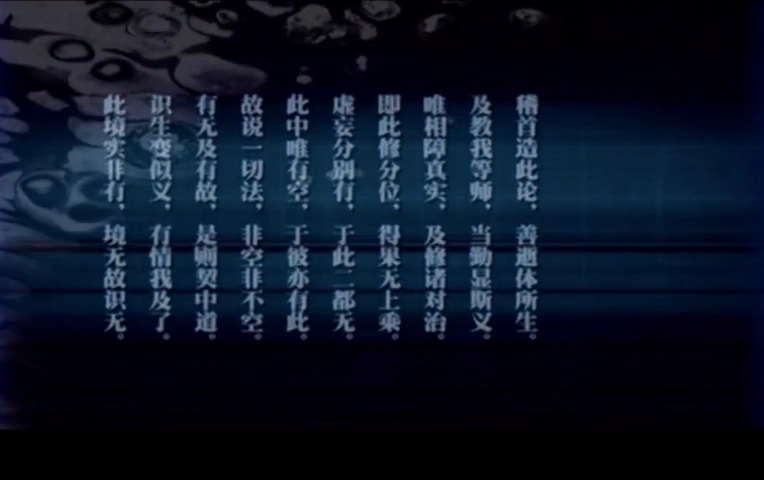 稽首造此论，善逝体所生。
及教我等师，当勤显斯义。
唯相障真实，及修诸对治。
即此修分位，得果无上乘。
虚妄分别有，于此二都无。
此中唯有空，于彼亦有此。
故说一切法，非空非不空。
有无及有故，是则契中道。
识生变似义，有情我及了。
此境实非有，境无故识无。